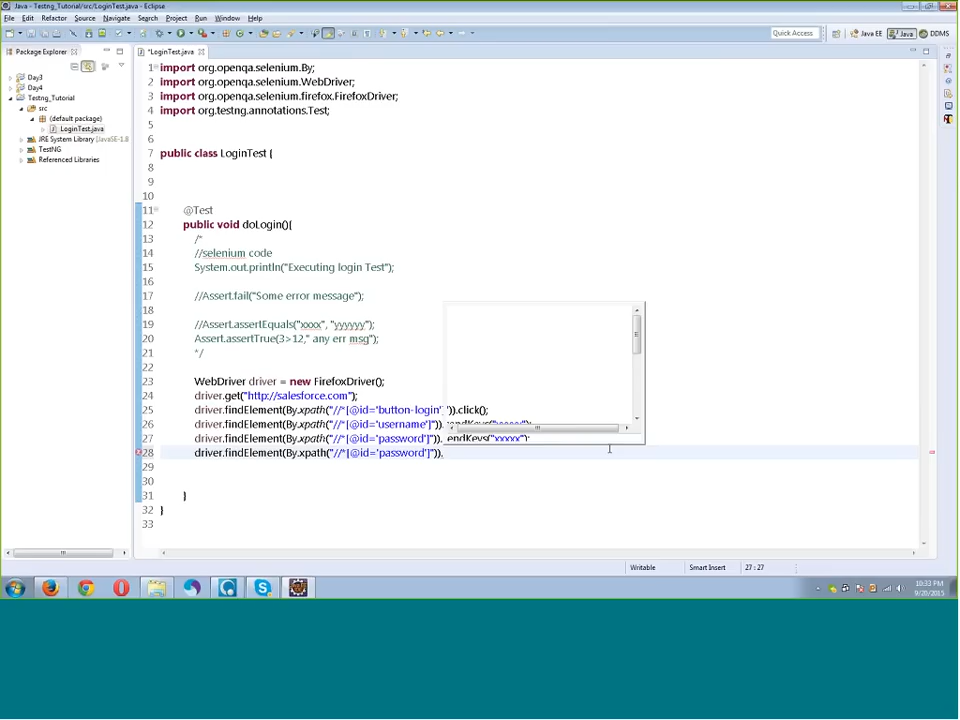 Java - Testng_Tutorial/src/LoginTest.java - Eclipse
File Edit Refactor Source Navigate Search Project Run Window Help
Quick Access Java EE Java DDMS
Package Explorer
*LoginTest.java
Day3
Day4
Testng_Tutorial
src
(default package)
LoginTest.java
JRE System Library [JavaSE-1.8
TestNG
Referenced Libraries
1 import org.openqa.selenium.By;
2 import org.openqa.selenium.WebDriver;
3 import org.openqa.selenium.firefox.FirefoxDriver;
4 import org.testng.annotations.Test;
5
6
7 public class LoginTest {
8
9
10
11 @Test
12 public void doLogin(){
13 /*
14 //selenium code
15 System.out.println("Executing login Test");
16
17 //Assert.fail("Some error message");
18
19 //Assert.assertEquals("xxxx", "yyyyyy");
20 Assert.assertTrue(3>12," any err msg");
21 */
22
23 WebDriver driver = new FirefoxDriver();
24 driver.get("http://salesforce.com");
25 driver.findElement(By.xpath("//*[@id='button-login' ")).click();
26 driver.findElement(By.xpath("//*[@id='username']")).
27 driver.findElement(By.xpath("//*[@id='password']")). endKeys("xxxxx");
28 driver.findElement(By.xpath("//*[@id='password']")).
29
30
31 }
32 }
33
Writable Smart Insert 27 : 27
10:33 PM
9/20/2015